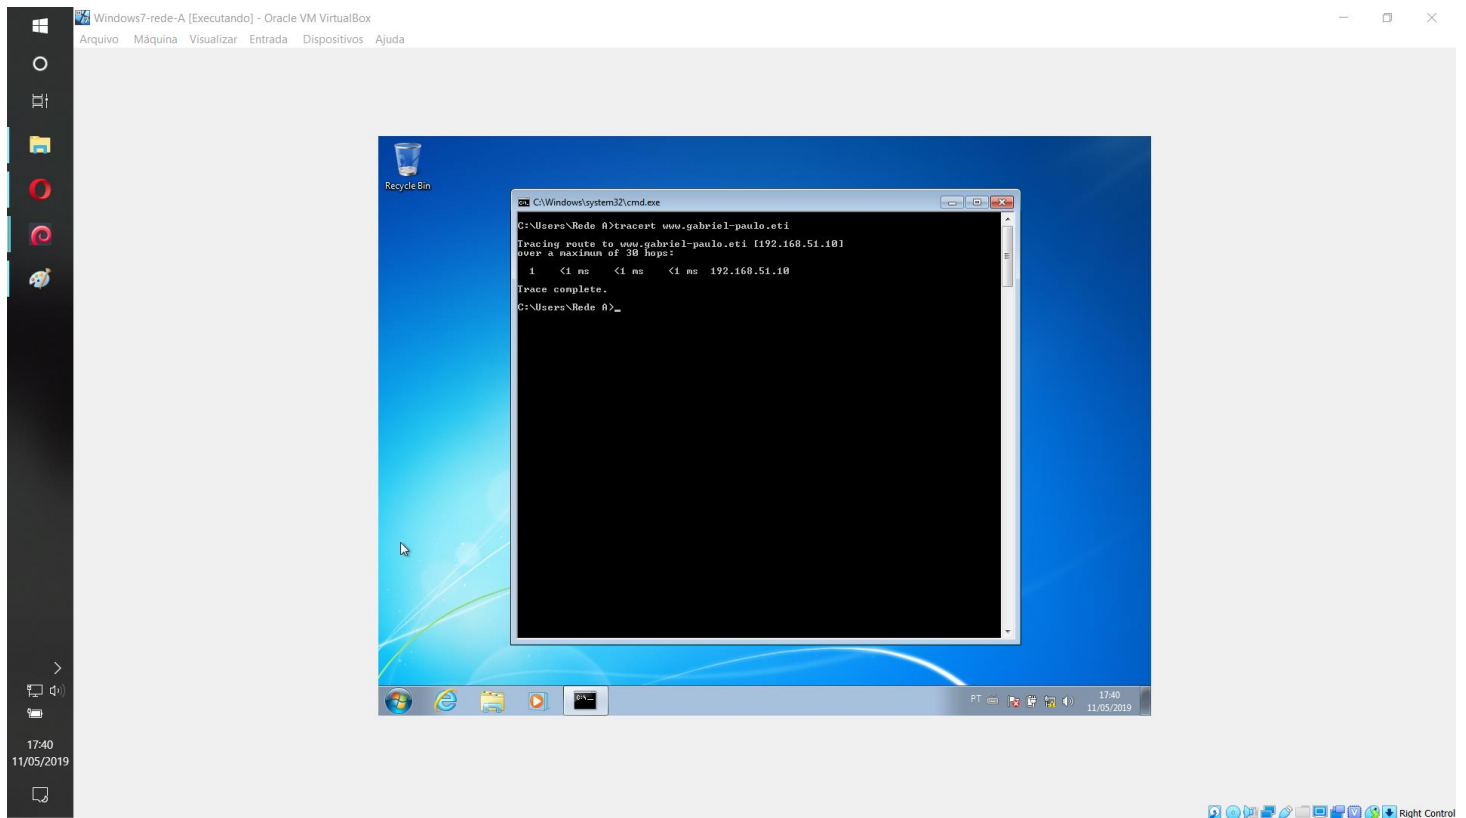 Windows7-rede-A [Executando] - Oracle VM VirtualBox
Arquivo Máquina Visualizar Entrada Dispositivos Ajuda
Recycle Bin
C:\Windows\system32\cmd.exe
C:\Users\Rede A>tracert www.gabriel-paulo.eti
Tracing route to www.gabriel-paulo.eti [192.168.51.10]
over a maximum of 30 hops:
1 <1 ms <1 ms <1 ms 192.168.51.10
Trace complete.
C:\Users\Rede A>_
PT
17:40
11/05/2019
17:40
11/05/2019
Right Control